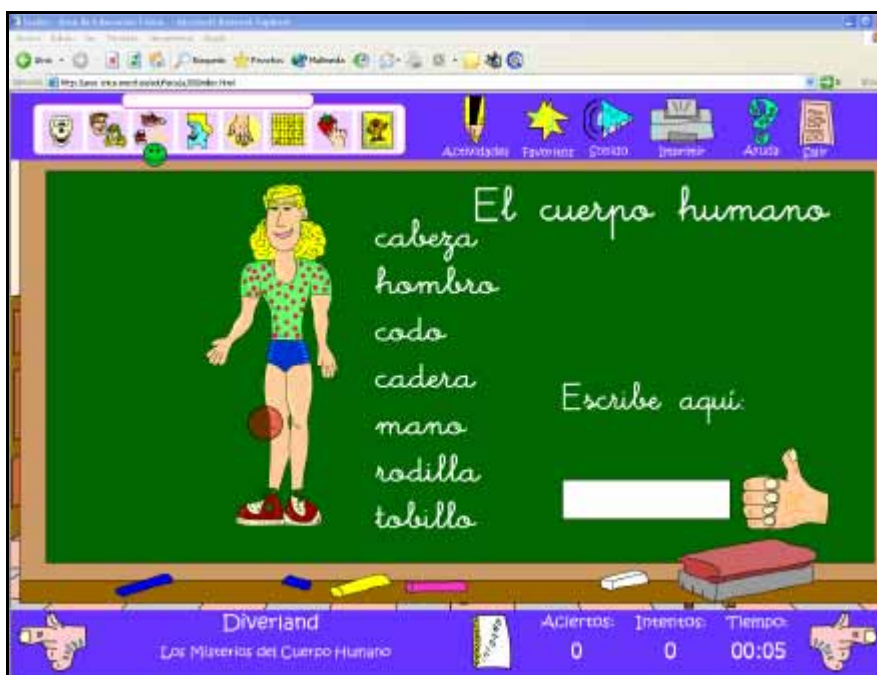 Actividades Favoritos Sonido Imprimir Ayuda Salir
El cuerpo humano
cabeza
hombro
codo
cadera
mano
rodilla
tobillo
Escribe aquí:
Diverland
Los Misterios del Cuerpo Humano
Aciertos: Intentos: Tiempo:
0 0 00:05